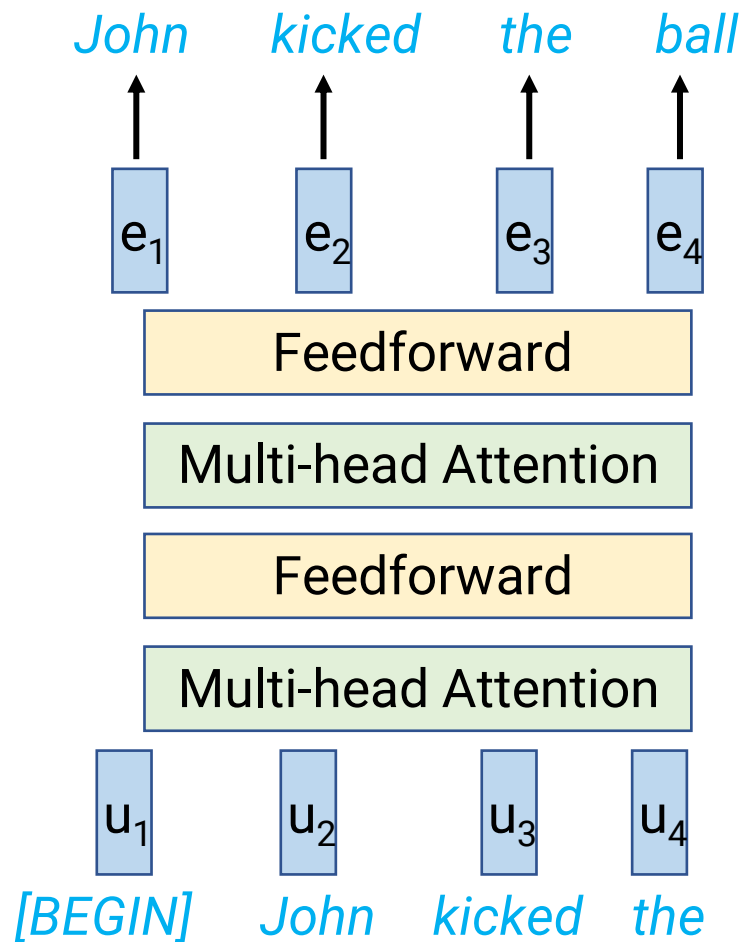 John kicked the ball
e₁ e₂ e₃ e₄
Feedforward
Multi-head Attention
Feedforward
Multi-head Attention
u₁ u₂ u₃ u₄
[BEGIN] John kicked the